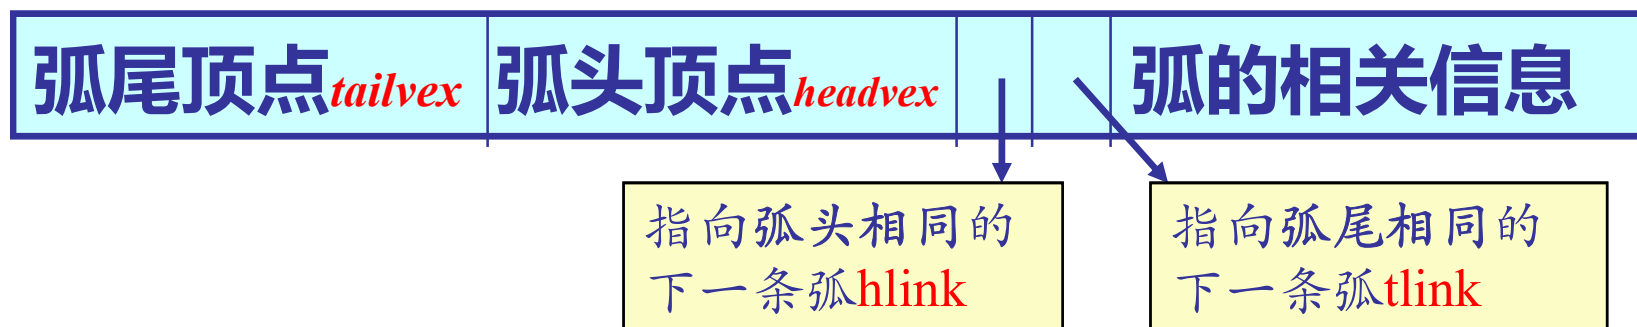 弧尾顶点tailvex 弧头顶点headvex 弧的相关信息
指向弧头相同的
下一条弧hlink
指向弧尾相同的
下一条弧tlink